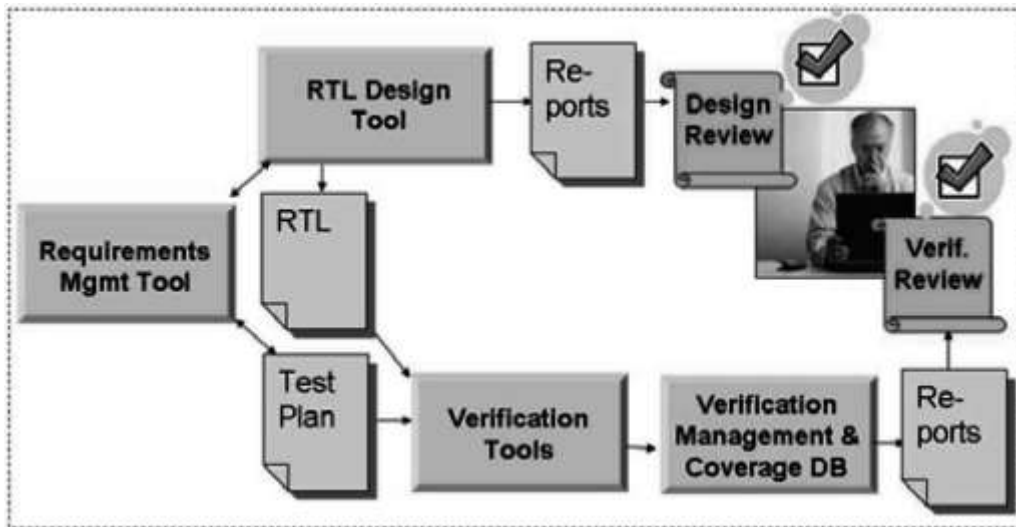 RTL Design
Tool
Re-
ports
Design
Review
Requirements
Mgmt Tool
RTL
Verif.
Review
Test
Plan
Verification
Tools
Verification
Management &
Coverage DB
Re-
ports